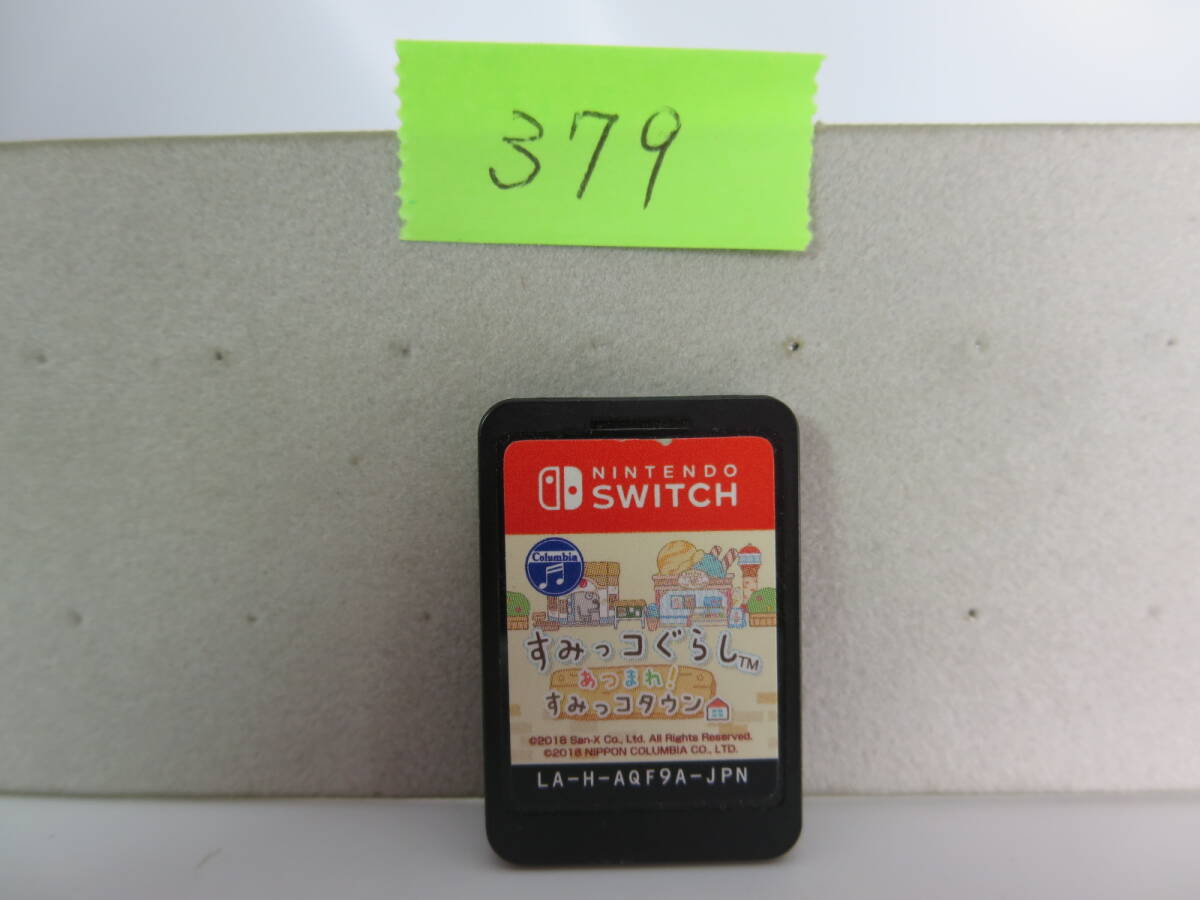 379
NINTENDO
SWITCH
Columbia
すみっコぐらし™
あつまれ!
すみっコタウン
©2018 San-X Co., Ltd. All Rights Reserved.
©2018 NIPPON COLUMBIA CO., LTD.
LA-H-AQF9A-JPN